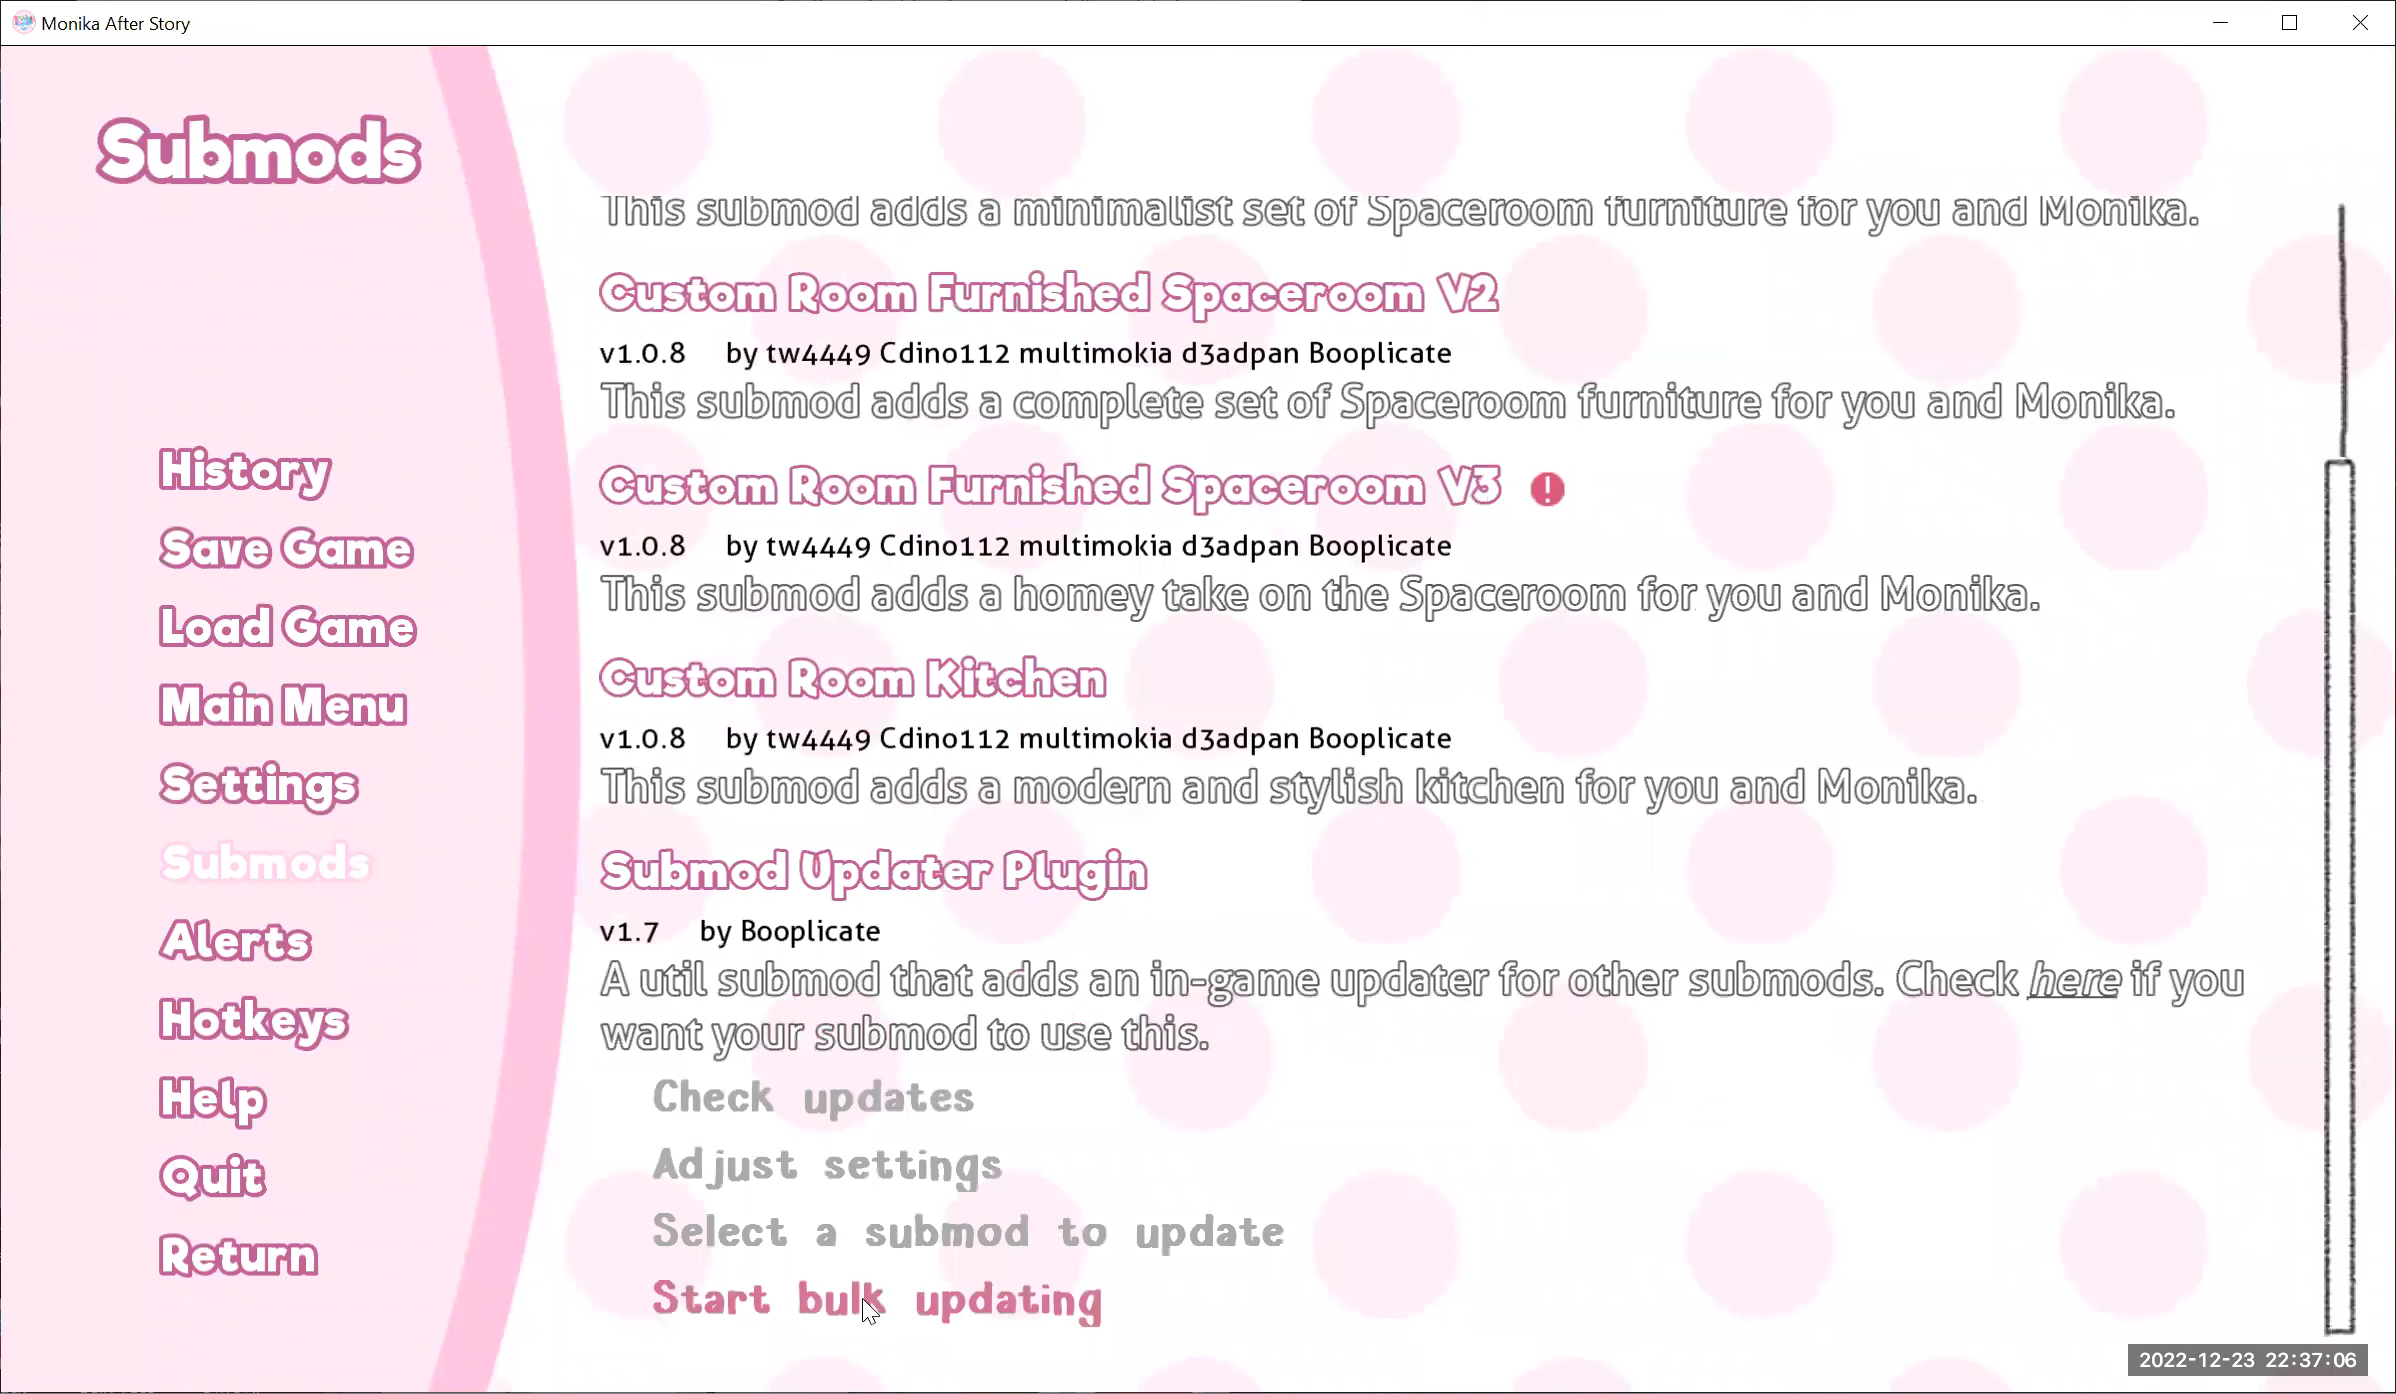 Monika After Story
Submods
This submod adds a minimalist set of Spaceroom furniture for you and Monika.
Custom Room Furnished Spaceroom V2
v1.0.8 by tw4449 Cdino112 multimokia d3adpan Booplicate
This submod adds a complete set of Spaceroom furniture for you and Monika.
Custom Room Furnished Spaceroom V3
v1.0.8 by tw4449 Cdino112 multimokia d3adpan Booplicate
This submod adds a homey take on the Spaceroom for you and Monika.
Custom Room Kitchen
v1.0.8 by tw4449 Cdino112 multimokia d3adpan Booplicate
This submod adds a modern and stylish kitchen for you and Monika.
Submod Updater Plugin
v1.7 by Booplicate
A util submod that adds an in-game updater for other submods. Check here if you
want your submod to use this.
Check updates
Adjust settings
Select a submod to update
Start bulk updating
History
Save Game
Load Game
Main Menu
Settings
Submods
Alerts
Hotkeys
Help
Quit
Return
2022-12-23 22:37:06